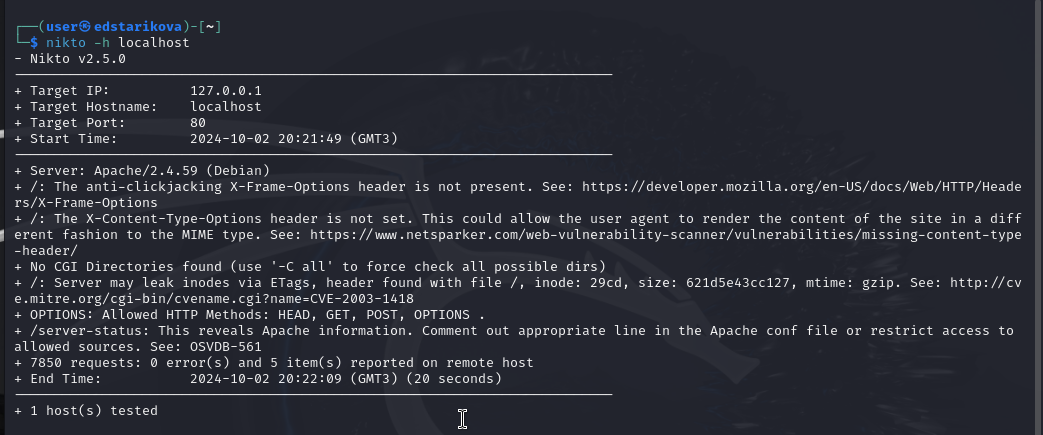 ┌──(user㉿edstarikova)-[~]
└─$ nikto -h localhost
- Nikto v2.5.0
---------------------------------------------------------------------------
+ Target IP:          127.0.0.1
+ Target Hostname:    localhost
+ Target Port:        80
+ Start Time:         2024-10-02 20:21:49 (GMT3)
---------------------------------------------------------------------------
+ Server: Apache/2.4.59 (Debian)
+ /: The anti-clickjacking X-Frame-Options header is not present. See: https://developer.mozilla.org/en-US/docs/Web/HTTP/Heade
rs/X-Frame-Options
+ /: The X-Content-Type-Options header is not set. This could allow the user agent to render the content of the site in a diff
erent fashion to the MIME type. See: https://www.netsparker.com/web-vulnerability-scanner/vulnerabilities/missing-content-type
-header/
+ No CGI Directories found (use '-C all' to force check all possible dirs)
+ /: Server may leak inodes via ETags, header found with file /, inode: 29cd, size: 621d5e43cc127, mtime: gzip. See: http://cv
e.mitre.org/cgi-bin/cvename.cgi?name=CVE-2003-1418
+ OPTIONS: Allowed HTTP Methods: HEAD, GET, POST, OPTIONS .
+ /server-status: This reveals Apache information. Comment out appropriate line in the Apache conf file or restrict access to
allowed sources. See: OSVDB-561
+ 7850 requests: 0 error(s) and 5 item(s) reported on remote host
+ End Time:           2024-10-02 20:22:09 (GMT3) (20 seconds)
---------------------------------------------------------------------------
+ 1 host(s) tested